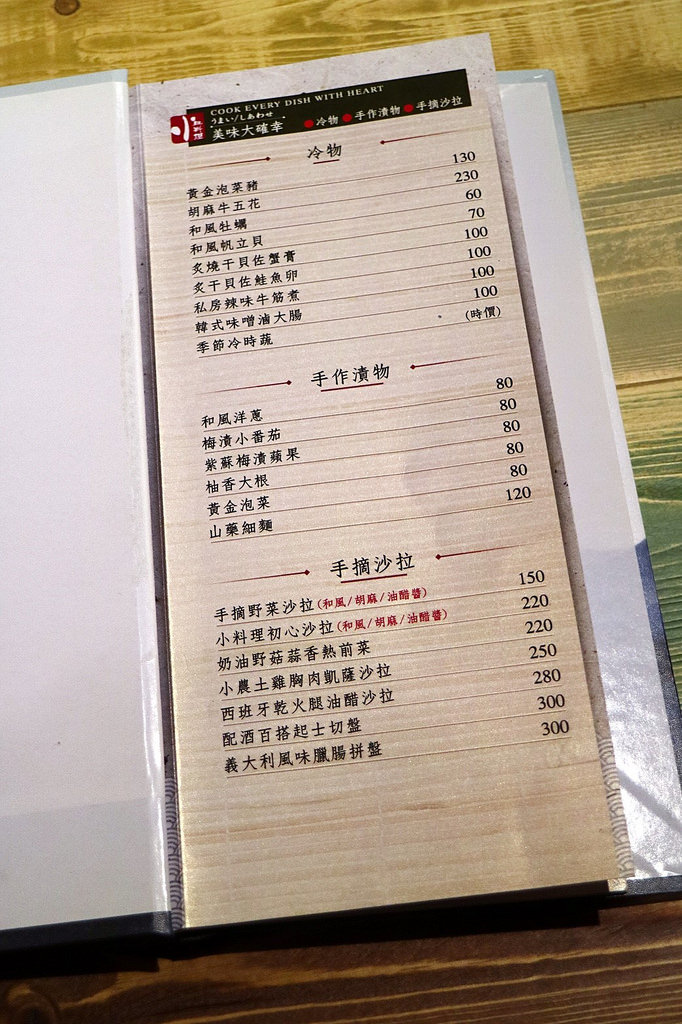 COOK EVERY DISH WITH HEART
うまい/しあわせ
小料理
美味大確幸 ●冷物 ●手作漬物 ●手摘沙拉
冷物
黃金泡菜豬 130
胡麻牛五花 230
和風牡蠣 60
和風帆立貝 70
炙燒干貝佐蟹膏 100
炙干貝佐鮭魚卵 100
私房辣味牛筋煮 100
韓式味噌滷大腸 100
季節冷時蔬 (時價)
手作漬物
和風洋蔥 80
梅漬小番茄 80
紫蘇梅漬蘋果 80
柚香大根 80
黃金泡菜 80
山藥細麵 120
手摘沙拉
手摘野菜沙拉(和風/胡麻/油醋醬) 150
小料理初心沙拉(和風/胡麻/油醋醬) 220
奶油野菇蒜香熱前菜 220
小農土雞胸肉凱薩沙拉 250
西班牙乾火腿油醋沙拉 280
配酒百搭起士切盤 300
義大利風味臘腸拼盤 300